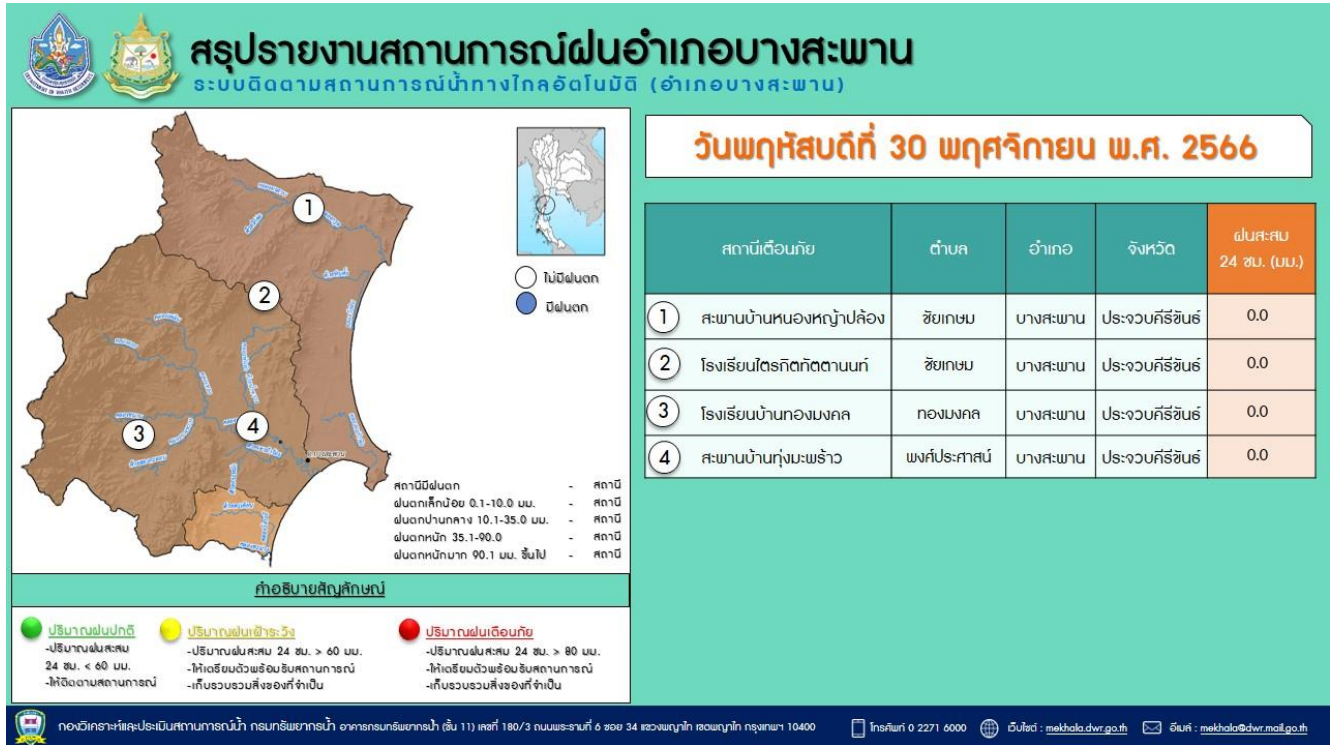 สรุปรายงานสถานการณ์ฝนอำเภอบางสะพาน
ระบบติดตามสถานการณ์น้ำทางไกลอัตโนมัติ (อำเภอบางสะพาน)
วันพฤหัสบดีที่ 30 พฤศจิกายน พ.ศ. 2566
1
2
3
4
อ.บางสะพาน
ไม่มีฝนตก
มีฝนตก
สถานีมีฝนตก - สถานี
ฝนตกเล็กน้อย 0.1-10.0 มม. - สถานี
ฝนตกปานกลาง 10.1-35.0 มม. - สถานี
ฝนตกหนัก 35.1-90.0 - สถานี
ฝนตกหนักมาก 90.1 มม. ขึ้นไป - สถานี
สถานีเตือนภัย ตำบล อำเภอ จังหวัด ฝนสะสม
24 ชม. (มม.)
1 สะพานบ้านหนองหญ้าปล้อง ชัยเกษม บางสะพาน ประจวบคีรีขันธ์ 0.0
2 โรงเรียนไตรกิตทัตตานนท์ ชัยเกษม บางสะพาน ประจวบคีรีขันธ์ 0.0
3 โรงเรียนบ้านทองมงคล ทองมงคล บางสะพาน ประจวบคีรีขันธ์ 0.0
4 สะพานบ้านทุ่งมะพร้าว พงศ์ประศาสน์ บางสะพาน ประจวบคีรีขันธ์ 0.0
คำอธิบายสัญลักษณ์
ปริมาณฝนปกติ
-ปริมาณฝนสะสม
24 ชม. < 60 มม.
-ให้ติดตามสถานการณ์
ปริมาณฝนเฝ้าระวัง
-ปริมาณฝนสะสม 24 ชม. > 60 มม.
-ให้เตรียมตัวพร้อมรับสถานการณ์
-เก็บรวบรวมสิ่งของที่จำเป็น
ปริมาณฝนเตือนภัย
-ปริมาณฝนสะสม 24 ชม. > 80 มม.
-ให้เตรียมตัวพร้อมรับสถานการณ์
-เก็บรวบรวมสิ่งของที่จำเป็น
กองวิเคราะห์และประเมินสถานการณ์น้ำ กรมทรัพยากรน้ำ อาคารกรมทรัพยากรน้ำ (ชั้น 11) เลขที่ 180/3 ถนนพระรามที่ 6 ซอย 34 แขวงพญาไท เขตพญาไท กรุงเทพฯ 10400 โทรศัพท์ 0 2271 6000 เว็บไซต์ : mekhala.dwr.go.th อีเมล์ : mekhala@dwr.mail.go.th